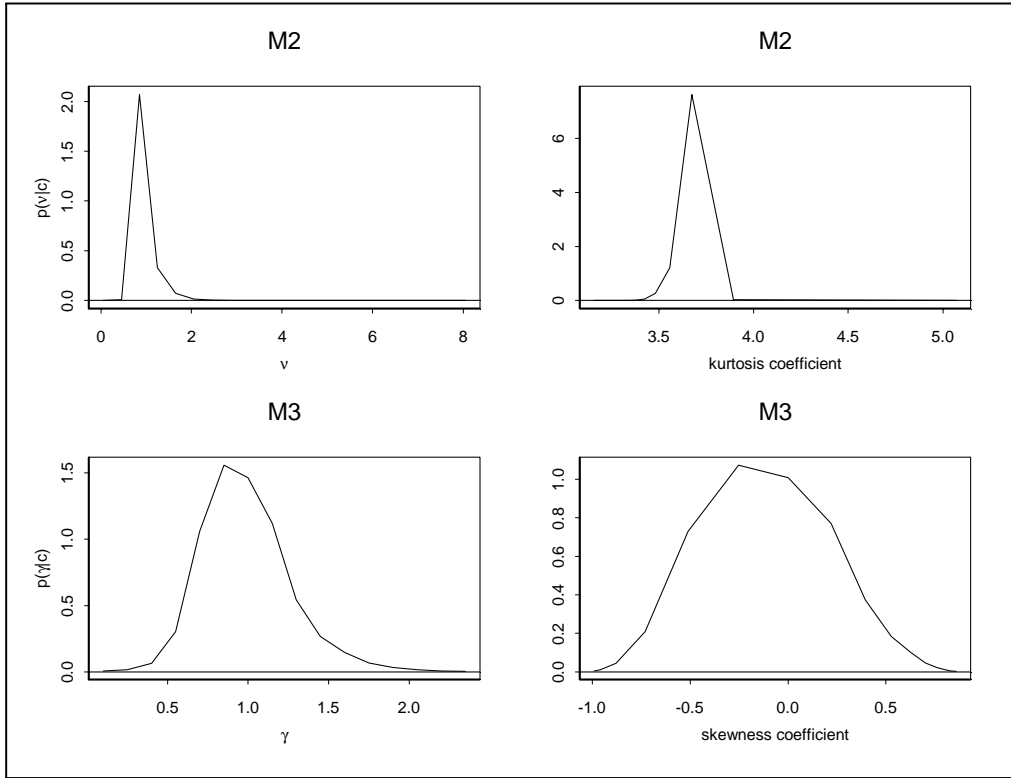 M2
p(ν|c)
0.0 0.5 1.0 1.5 2.0
0 2 4 6 8
ν
M2
0 2 4 6
3.5 4.0 4.5 5.0
kurtosis coefficient
M3
p(γ|c)
0.0 0.5 1.0 1.5
0.5 1.0 1.5 2.0
γ
M3
0.0 0.2 0.4 0.6 0.8 1.0
-1.0 -0.5 0.0 0.5
skewness coefficient